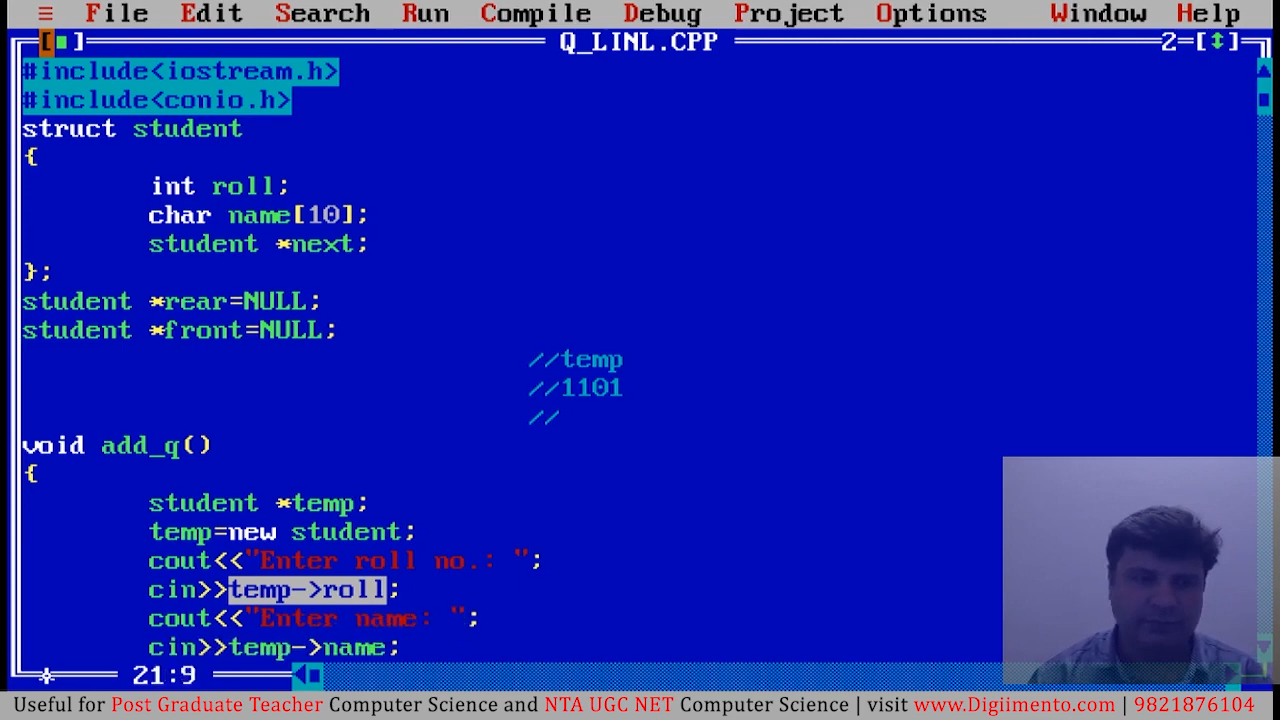 ≡ File Edit Search Run Compile Debug Project Options Window Help
[■] Q_LINL.CPP 2=[↕]
#include<iostream.h>
#include<conio.h>
struct student
{
int roll;
char name[10];
student *next;
};
student *rear=NULL;
student *front=NULL;
//temp
//1101
//
void add_q()
{
student *temp;
temp=new student;
cout<<"Enter roll no.: ";
cin>>temp->roll;
cout<<"Enter name: ";
cin>>temp->name;
21:9
Useful for Post Graduate Teacher Computer Science and NTA UGC NET Computer Science | visit www.Digiimento.com | 9821876104